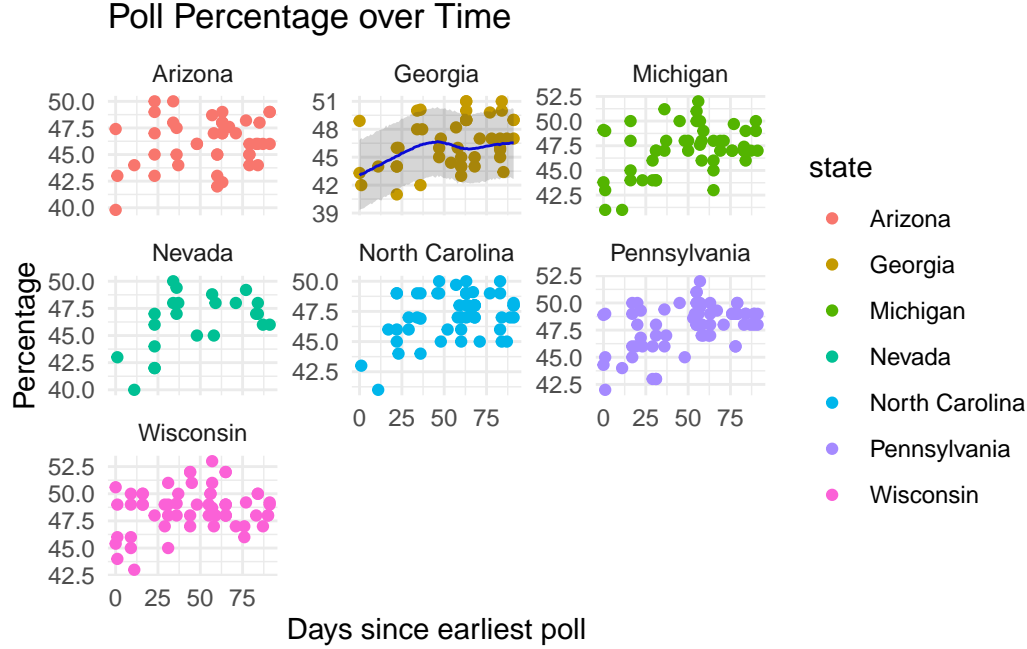 Poll Percentage over Time
Arizona
Georgia
Michigan
50.0
47.5
45.0
42.5
40.0
51
48
45
42
39
52.5
50.0
47.5
45.0
42.5
Nevada
North Carolina
Pennsylvania
50.0
47.5
45.0
42.5
40.0
50.0
47.5
45.0
42.5
0 25 50 75
52.5
50.0
47.5
45.0
42.5
0 25 50 75
Wisconsin
52.5
50.0
47.5
45.0
42.5
0 25 50 75
Percentage
Days since earliest poll
state
Arizona
Georgia
Michigan
Nevada
North Carolina
Pennsylvania
Wisconsin